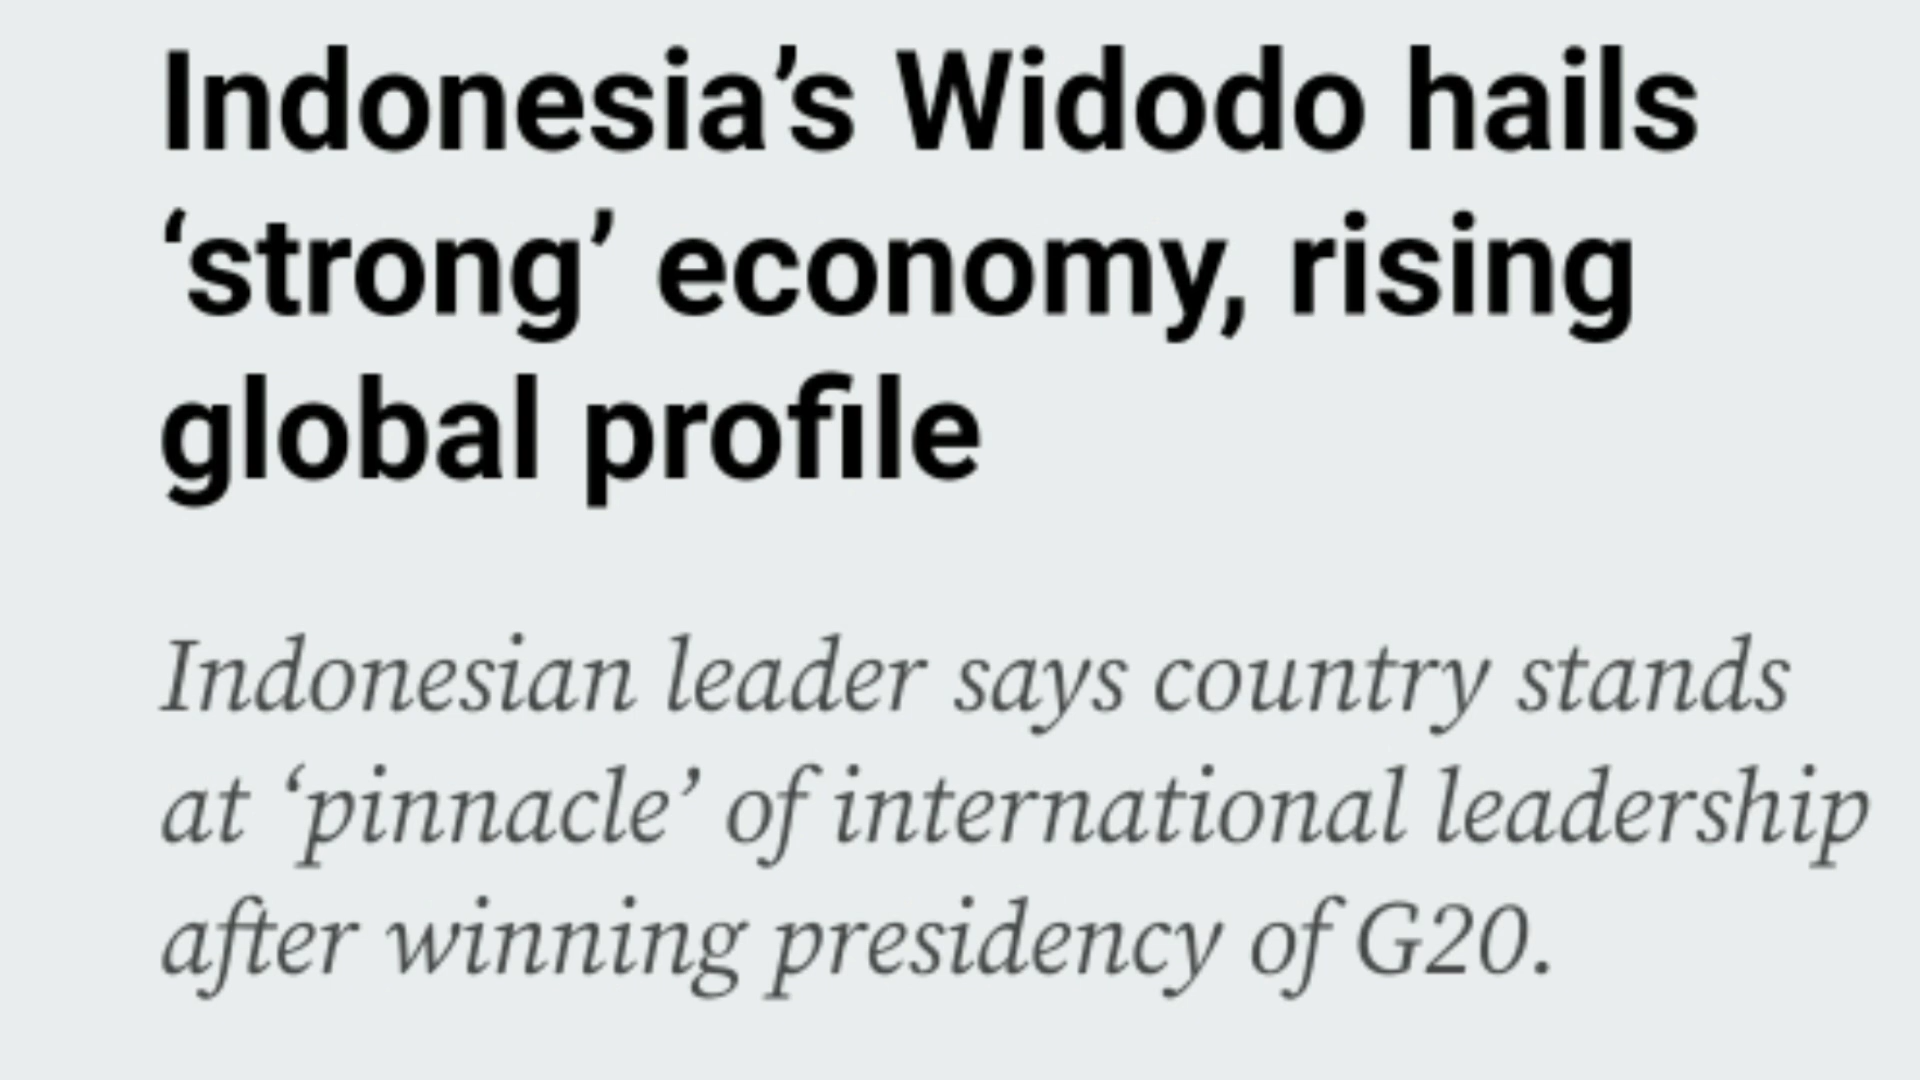 Indonesia’s Widodo hails
‘strong’ economy, rising
global profile
Indonesian leader says country stands
at ‘pinnacle’ of international leadership
after winning presidency of G20.